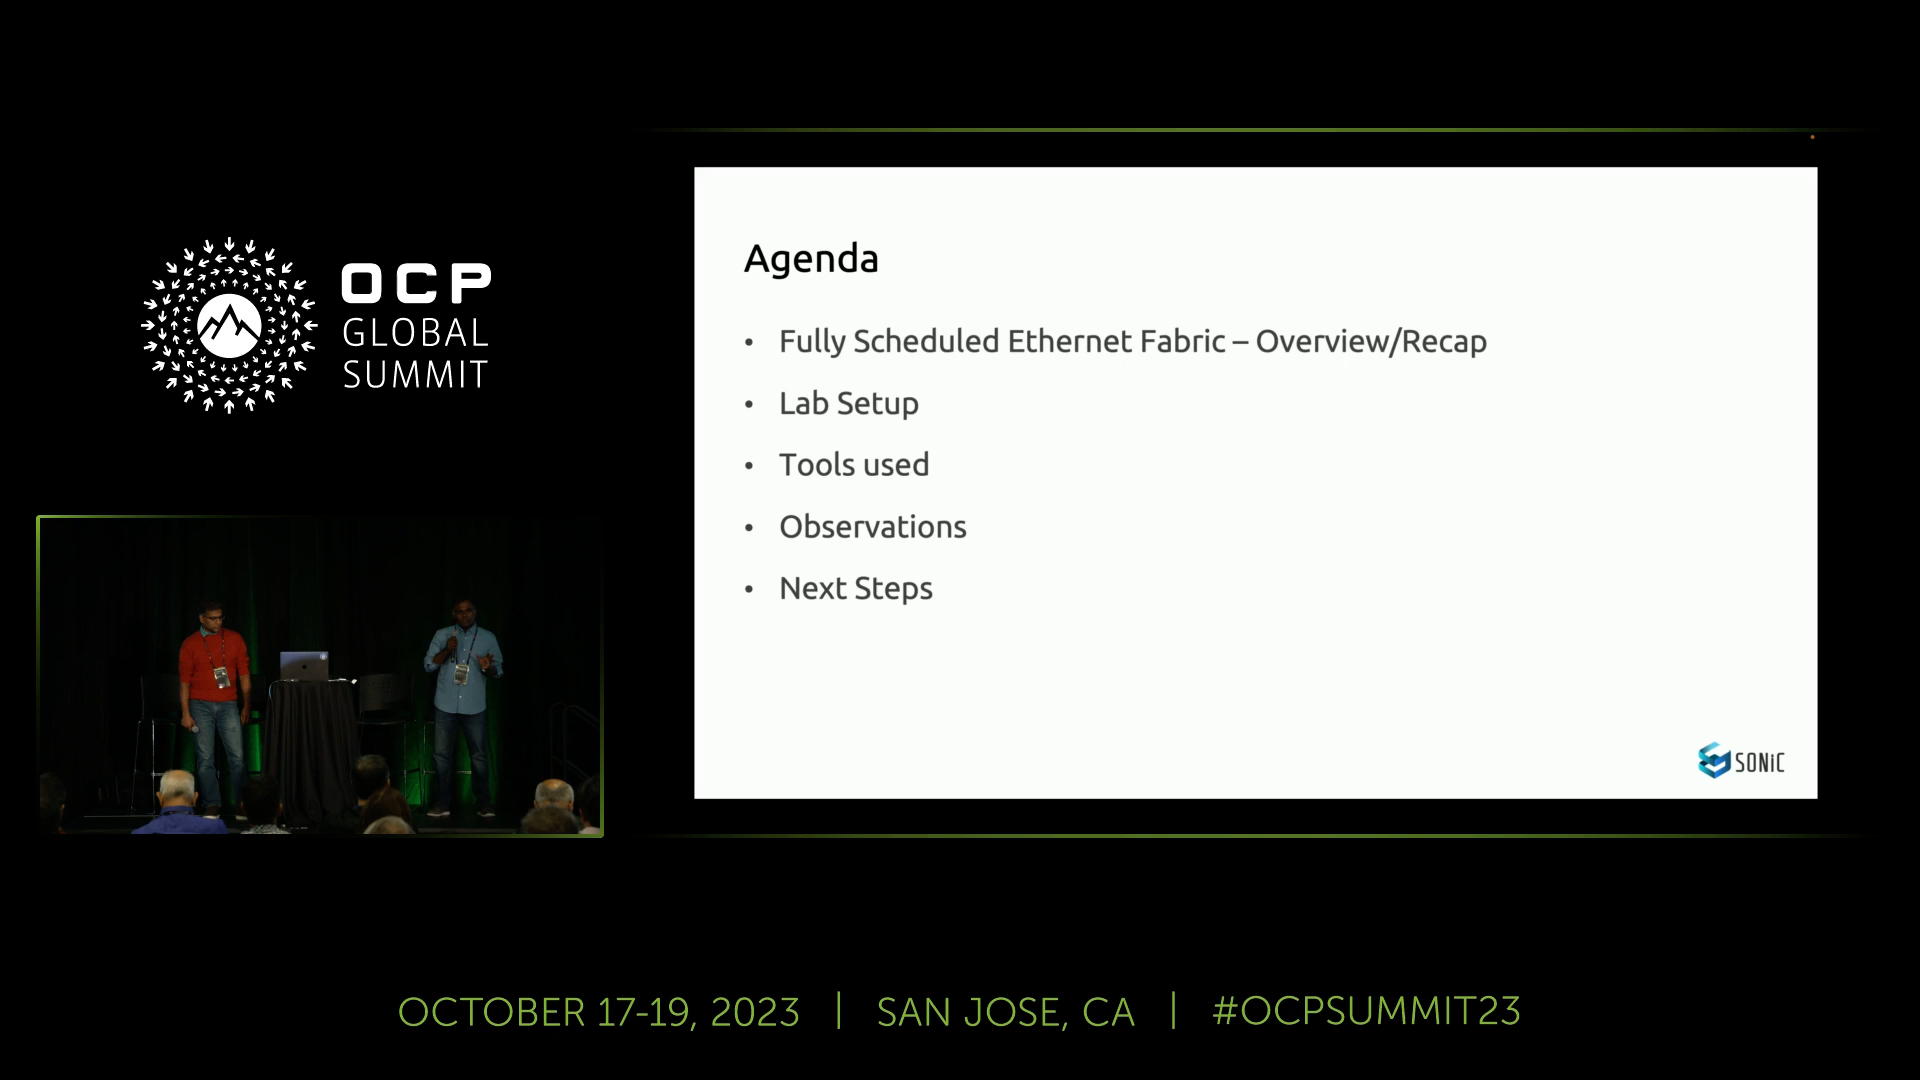 OCP
GLOBAL
SUMMIT
Agenda
• Fully Scheduled Ethernet Fabric – Overview/Recap
• Lab Setup
• Tools used
• Observations
• Next Steps
SONiC
OCTOBER 17-19, 2023 | SAN JOSE, CA | #OCPSUMMIT23